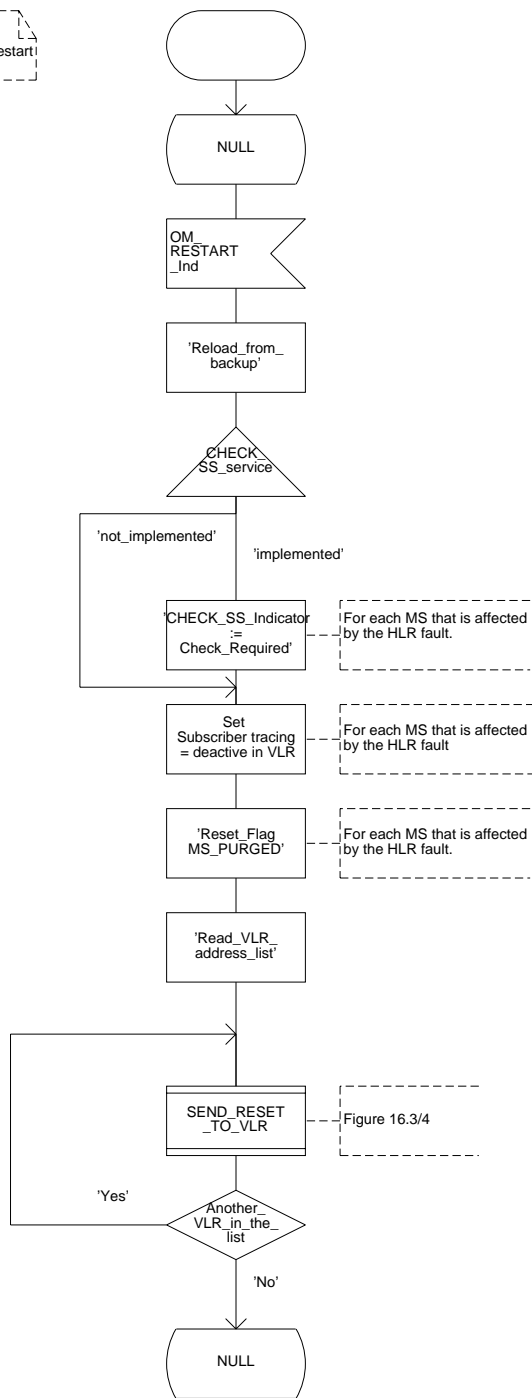 estart
NULL
OM_
RESTART
_Ind
'Reload_from_
backup'
CHECK_
SS_service
'not_implemented'
'implemented'
'CHECK_SS_Indicator
:=
Check_Required'
For each MS that is affected
by the HLR fault.
Set
Subscriber tracing
= deactive in VLR
For each MS that is affected
by the HLR fault
'Reset_Flag
MS_PURGED'
For each MS that is affected
by the HLR fault.
'Read_VLR_
address_list'
SEND_RESET
_TO_VLR
Figure 16.3/4
'Yes'
Another_
VLR_in_the_
list
'No'
NULL